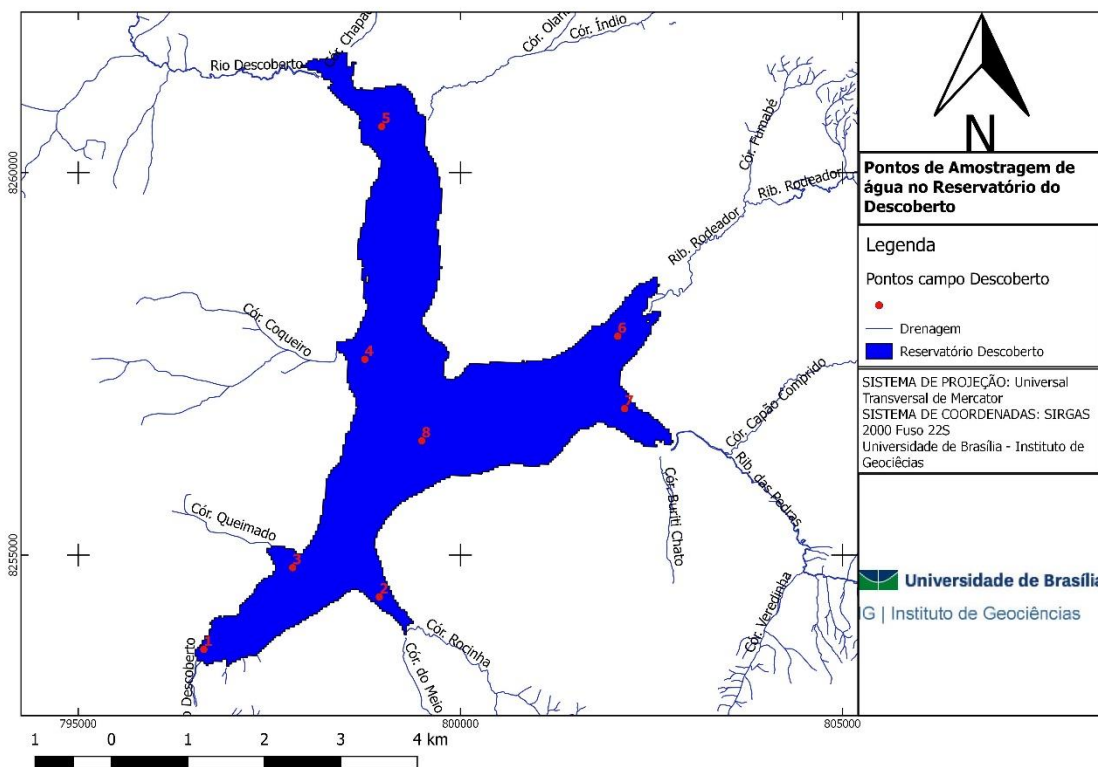 Cór. Chapad
Cór. Olaria
Cór. Índio
Rio Descoberto
5
Cór. Fumabé
Rib. Rodeador
Rib. Rodeador
8260000
Cór. Coqueiro
4
6
7
8
Cór. Capão Comprido
Rib. das Pedras
Cór. Buriti Chato
Cór. Queimado
3
2
1
8255000
Cór. Veredinha
Cór. Rocinha
Cór. do Meio
o Descoberto
795000
800000
805000
1 0 1 2 3 4 km
N
Pontos de Amostragem de
água no Reservatório do
Descoberto
Legenda
Pontos campo Descoberto
Drenagem
Reservatório Descoberto
SISTEMA DE PROJEÇÃO: Universal
Transversal de Mercator
SISTEMA DE COORDENADAS: SIRGAS
2000 Fuso 22S
Universidade de Brasília - Instituto de
Geociêcias
Universidade de Brasília
IG | Instituto de Geociências